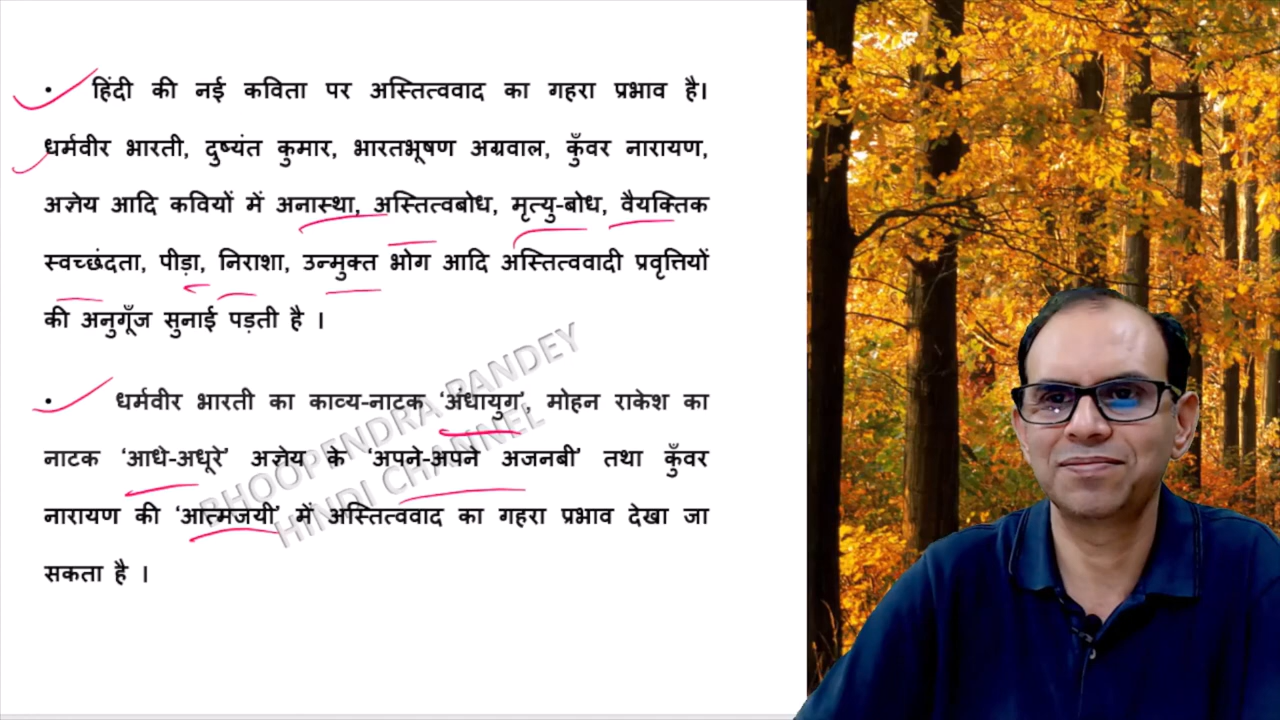 • हिंदी की नई कविता पर अस्तित्ववाद का गहरा प्रभाव है।
धर्मवीर भारती, दुष्यंत कुमार, भारतभूषण अग्रवाल, कुँवर नारायण,
अज्ञेय आदि कवियों में अनास्था, अस्तित्वबोध, मृत्यु-बोध, वैयक्तिक
स्वच्छंदता, पीड़ा, निराशा, उन्मुक्त भोग आदि अस्तित्ववादी प्रवृत्तियों
की अनुगूँज सुनाई पड़ती है ।
• धर्मवीर भारती का काव्य-नाटक ‘अंधायुग’, मोहन राकेश का
नाटक ‘आधे-अधूरे’ अज्ञेय के ‘अपने-अपने अजनबी’ तथा कुँवर
नारायण की ‘आत्मजयी’ में अस्तित्ववाद का गहरा प्रभाव देखा जा
सकता है ।
BHOOPENDRA PANDEY
HINDI CHANNEL